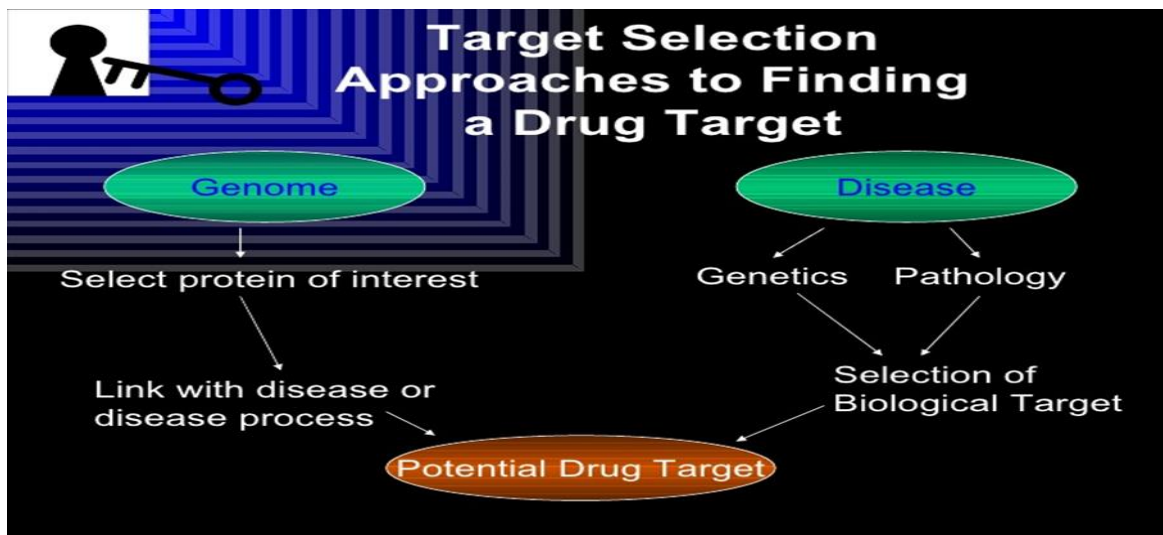 Target Selection
Approaches to Finding
a Drug Target
Genome
Disease
Select protein of interest
Genetics
Pathology
Link with disease or
disease process
Selection of
Biological Target
Potential Drug Target